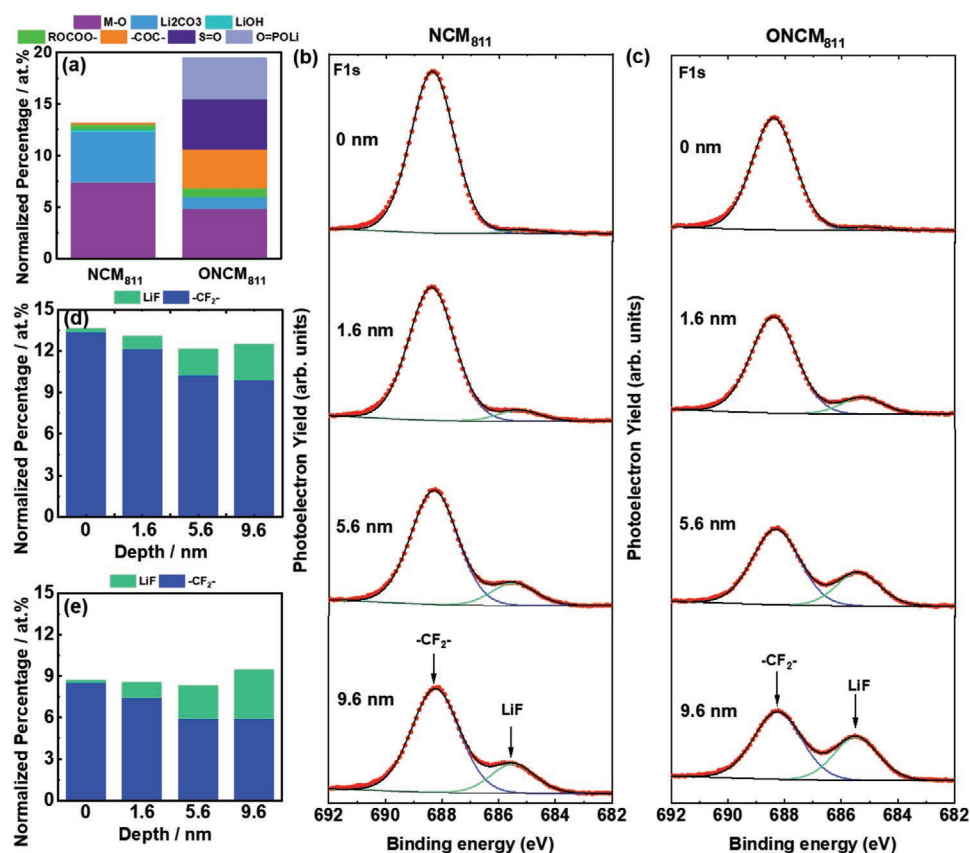 M-O Li2CO3 LiOH
ROCOO- -COC- S=O O=POLi
(a)
Normalized Percentage / at.%
20
15
10
5
0
NCM811 ONCM811
LiF -CF2-
(d)
Normalized Percentage / at.%
15
12
9
6
3
0
0 1.6 5.6 9.6
Depth / nm
LiF -CF2-
(e)
Normalized Percentage / at.%
15
12
9
6
3
0
0 1.6 5.6 9.6
Depth / nm
(b)
NCM811
F1s
0 nm
1.6 nm
5.6 nm
9.6 nm
-CF2-
LiF
Photoelectron Yield (arb. units)
692 690 688 686 684 682
Binding energy (eV)
(c)
ONCM811
F1s
0 nm
1.6 nm
5.6 nm
9.6 nm
-CF2-
LiF
Photoelectron Yield (arb. units)
692 690 688 686 684 682
Binding energy (eV)